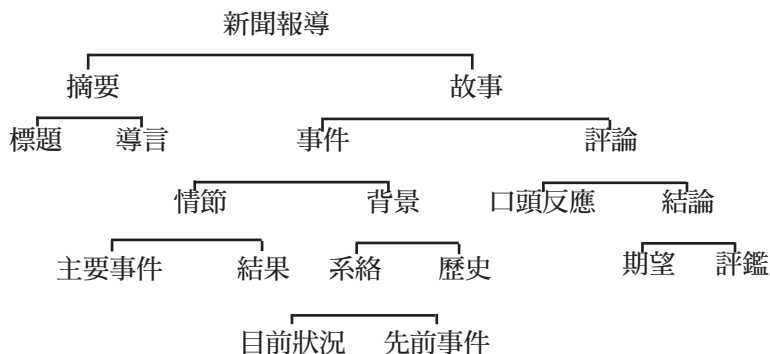 新聞報導
摘要 故事
標題 導言 事件 評論
情節 背景 口頭反應 結論
主要事件 結果 系絡 歷史 期望 評鑑
目前狀況 先前事件